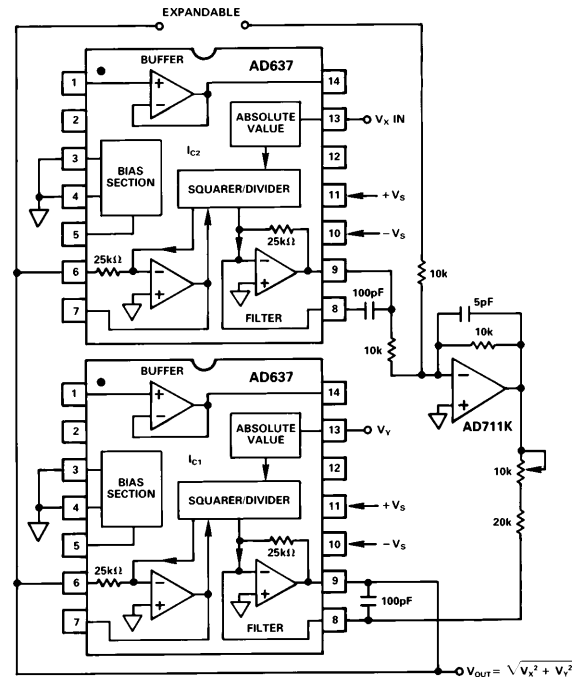 EXPANDABLE
BUFFER
AD637
1
14
2
ABSOLUTE
VALUE
13
VX IN
3
BIAS
SECTION
IC2
12
4
SQUARER/DIVIDER
11
+VS
5
25kΩ
10
−VS
6
25kΩ
9
7
FILTER
8
100pF
10k
10k
5pF
10k
AD711K
10k
20k
BUFFER
AD637
1
14
2
ABSOLUTE
VALUE
13
VY
3
BIAS
SECTION
IC1
12
4
SQUARER/DIVIDER
11
+VS
5
25kΩ
10
−VS
6
25kΩ
9
7
FILTER
8
100pF
VOUT = √VX² + VY²